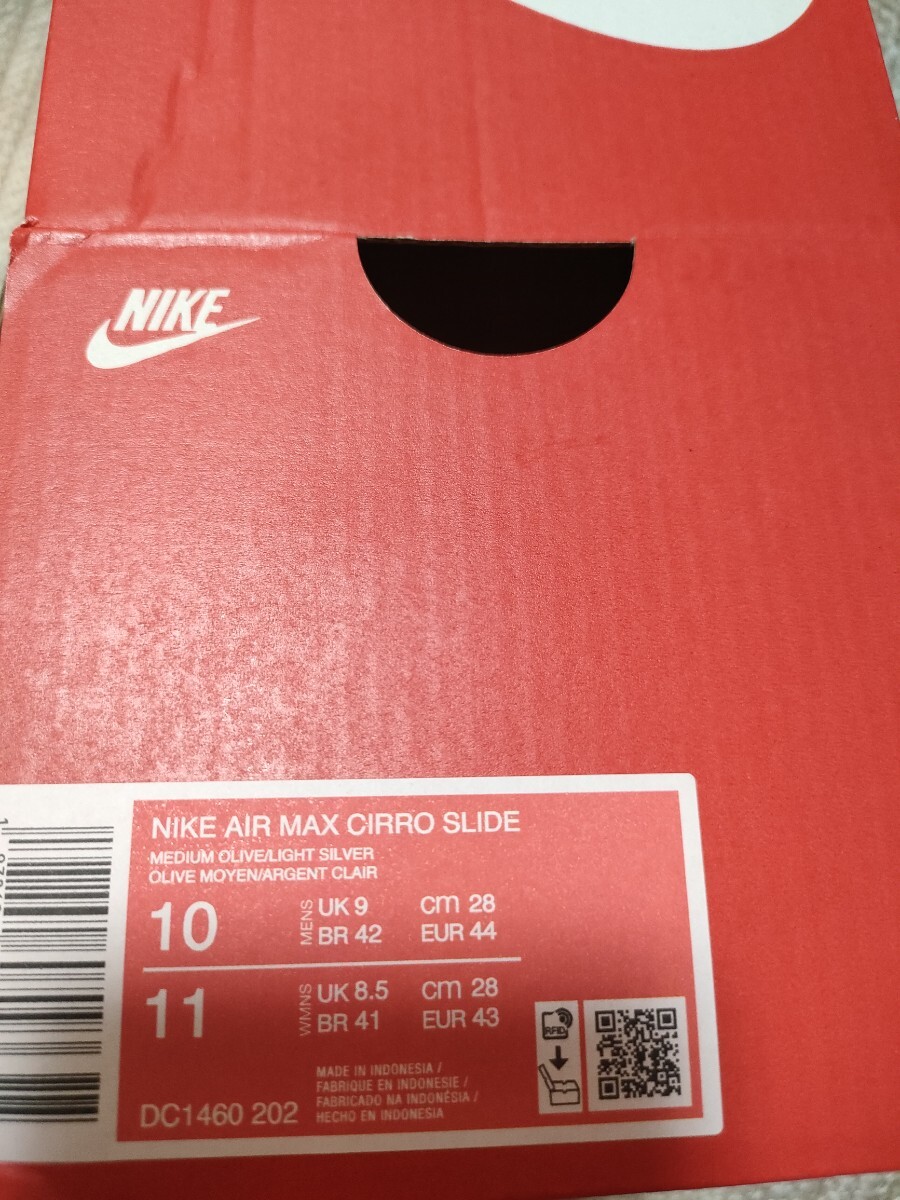 NIKE
NIKE AIR MAX CIRRO SLIDE
MEDIUM OLIVE/LIGHT SILVER
OLIVE MOYEN/ARGENT CLAIR
10 MENS UK 9 cm 28
BR 42 EUR 44
11 WMNS UK 8.5 cm 28
BR 41 EUR 43
RFID
MADE IN INDONESIA /
FABRIQUE EN INDONESIE /
FABRICADO NA INDONÉSIA /
HECHO EN INDONESIA
DC1460 202